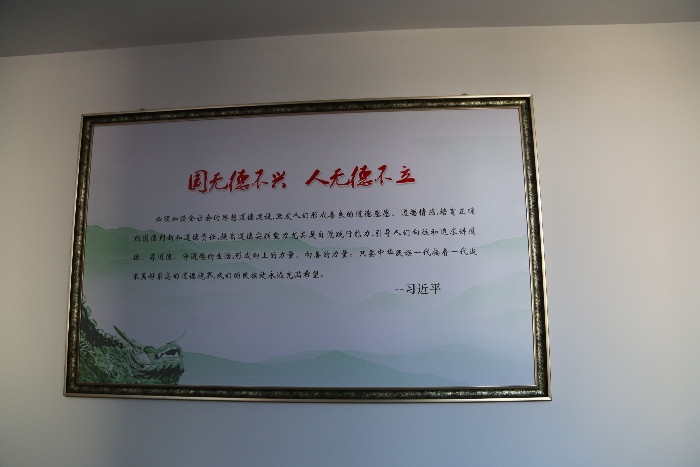 国无德不兴 人无德不立
必须加强全社会的思想道德建设,激发人们形成善良的道德意愿、道德情感,培育正确
的道德判断和道德责任,提高道德实践能力尤其是自觉践行能力,引导人们向往和追求讲道
德、尊道德、守道德的生活,形成向上的力量、向善的力量；只要中华民族一代接着一代追
求美好崇高的道德境界,我们的民族就永远充满希望。
--习近平